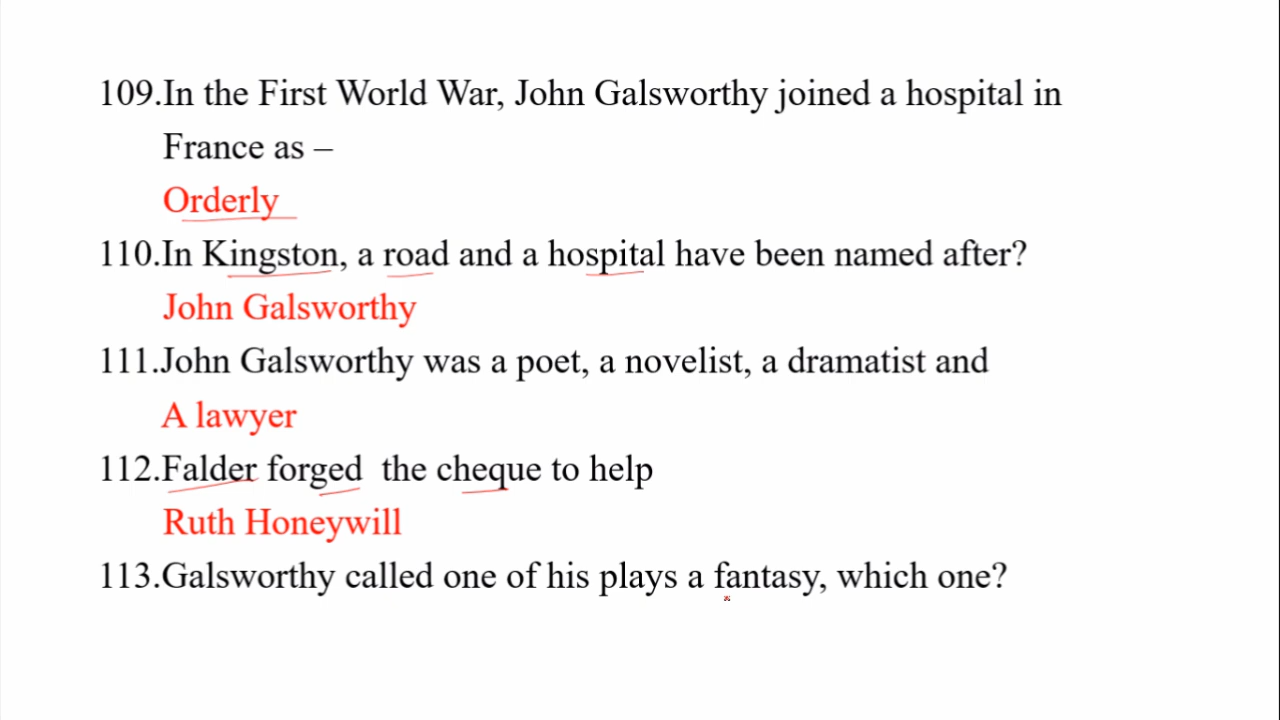 109.In the First World War, John Galsworthy joined a hospital in
France as –
Orderly
110.In Kingston, a road and a hospital have been named after?
John Galsworthy
111.John Galsworthy was a poet, a novelist, a dramatist and
A lawyer
112.Falder forged  the cheque to help
Ruth Honeywill
113.Galsworthy called one of his plays a fantasy, which one?